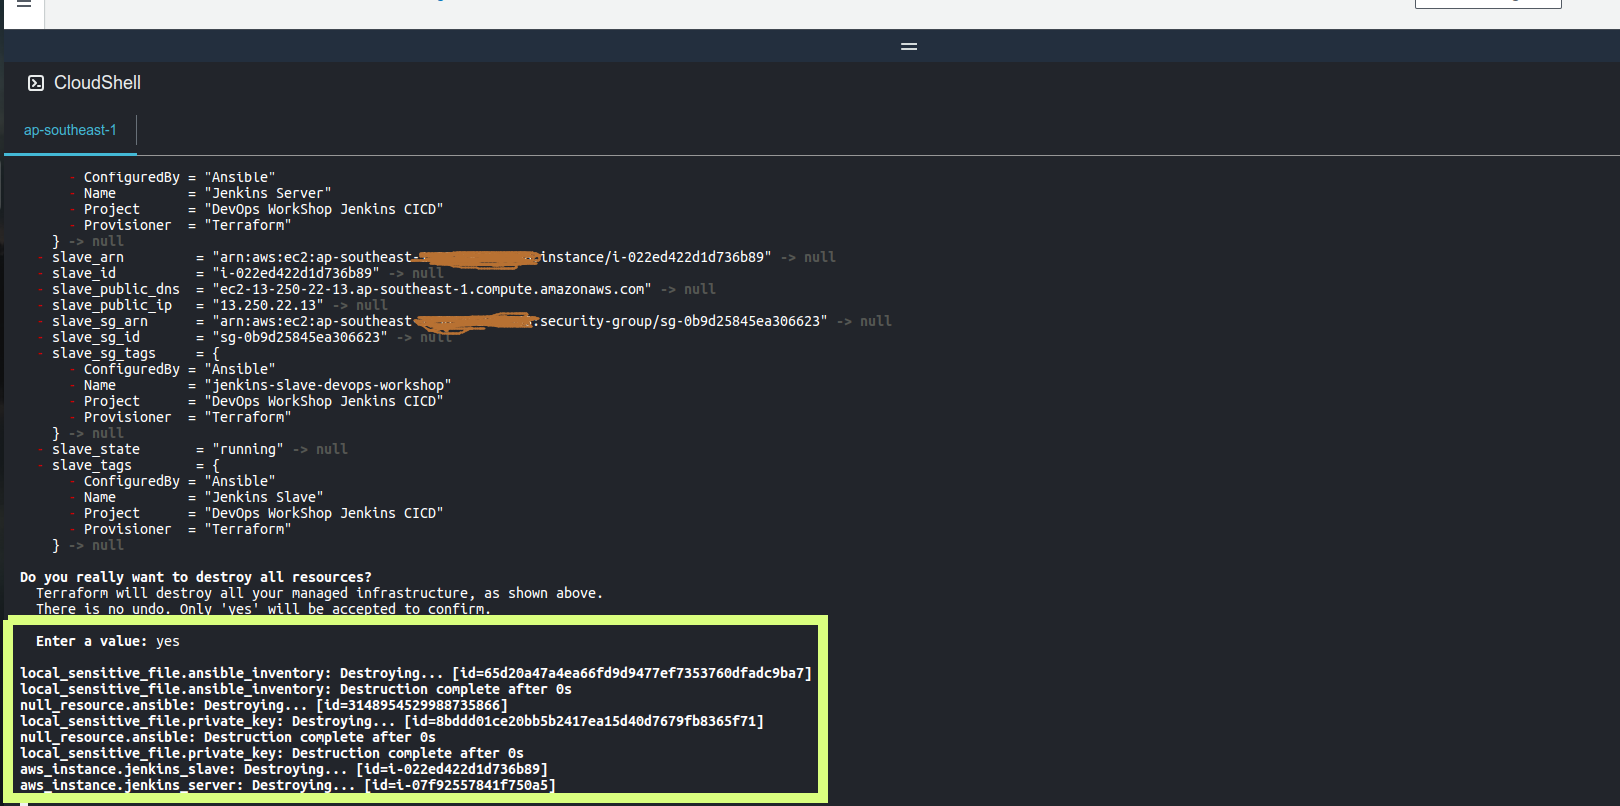 CloudShell
ap-southeast-1
- ConfiguredBy = "Ansible"
- Name         = "Jenkins Server"
- Project      = "DevOps WorkShop Jenkins CICD"
- Provisioner  = "Terraform"
} -> null
- slave_arn         = "arn:aws:ec2:ap-southeast- instance/i-022ed422d1d736b89" -> null
- slave_id          = "i-022ed422d1d736b89" -> null
- slave_public_dns  = "ec2-13-250-22-13.ap-southeast-1.compute.amazonaws.com" -> null
- slave_public_ip   = "13.250.22.13" -> null
- slave_sg_arn      = "arn:aws:ec2:ap-southeast :security-group/sg-0b9d25845ea306623" -> null
- slave_sg_id       = "sg-0b9d25845ea306623" -> null
- slave_sg_tags     = {
- ConfiguredBy = "Ansible"
- Name         = "jenkins-slave-devops-workshop"
- Project      = "DevOps WorkShop Jenkins CICD"
- Provisioner  = "Terraform"
} -> null
- slave_state       = "running" -> null
- slave_tags        = {
- ConfiguredBy = "Ansible"
- Name         = "Jenkins Slave"
- Project      = "DevOps WorkShop Jenkins CICD"
- Provisioner  = "Terraform"
} -> null
Do you really want to destroy all resources?
Terraform will destroy all your managed infrastructure, as shown above.
There is no undo. Only 'yes' will be accepted to confirm.
Enter a value: yes
local_sensitive_file.ansible_inventory: Destroying... [id=65d20a47a4ea66fd9d9477ef7353760dfadc9ba7]
local_sensitive_file.ansible_inventory: Destruction complete after 0s
null_resource.ansible: Destroying... [id=3148954529988735866]
local_sensitive_file.private_key: Destroying... [id=8bddd01ce20bb5b2417ea15d40d7679fb8365f71]
null_resource.ansible: Destruction complete after 0s
local_sensitive_file.private_key: Destruction complete after 0s
aws_instance.jenkins_slave: Destroying... [id=i-022ed422d1d736b89]
aws_instance.jenkins_server: Destroying... [id=i-07f92557841f750a5]